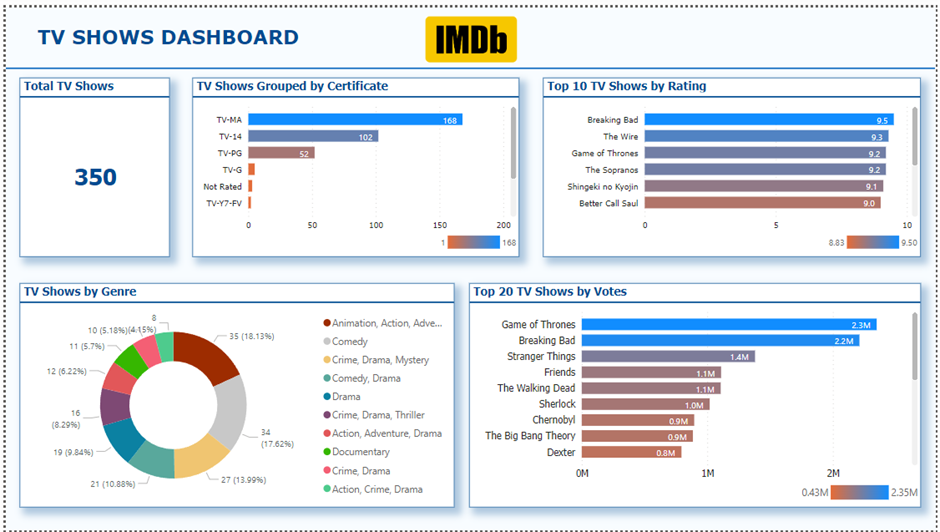 TV SHOWS DASHBOARD
IMDb
Total TV Shows
350
TV Shows Grouped by Certificate
TV-MA 168
TV-14 102
TV-PG 52
TV-G
Not Rated
TV-Y7-FV
0 50 100 150 200
1 168
Top 10 TV Shows by Rating
Breaking Bad 9.5
The Wire 9.3
Game of Thrones 9.2
The Sopranos 9.2
Shingeki no Kyojin 9.1
Better Call Saul 9.0
0 5 10
8.83 9.50
TV Shows by Genre
8
10 (5.18%)
(4.15%)
11 (5.7%)
12 (6.22%)
16
(8.29%)
19 (9.84%)
21 (10.88%)
27 (13.99%)
34
(17.62%)
35 (18.13%)
Animation, Action, Adve...
Comedy
Crime, Drama, Mystery
Comedy, Drama
Drama
Crime, Drama, Thriller
Action, Adventure, Drama
Documentary
Crime, Drama
Action, Crime, Drama
Top 20 TV Shows by Votes
Game of Thrones 2.3M
Breaking Bad 2.2M
Stranger Things 1.4M
Friends 1.1M
The Walking Dead 1.1M
Sherlock 1.0M
Chernobyl 0.9M
The Big Bang Theory 0.9M
Dexter 0.8M
0M 1M 2M
0.43M 2.35M